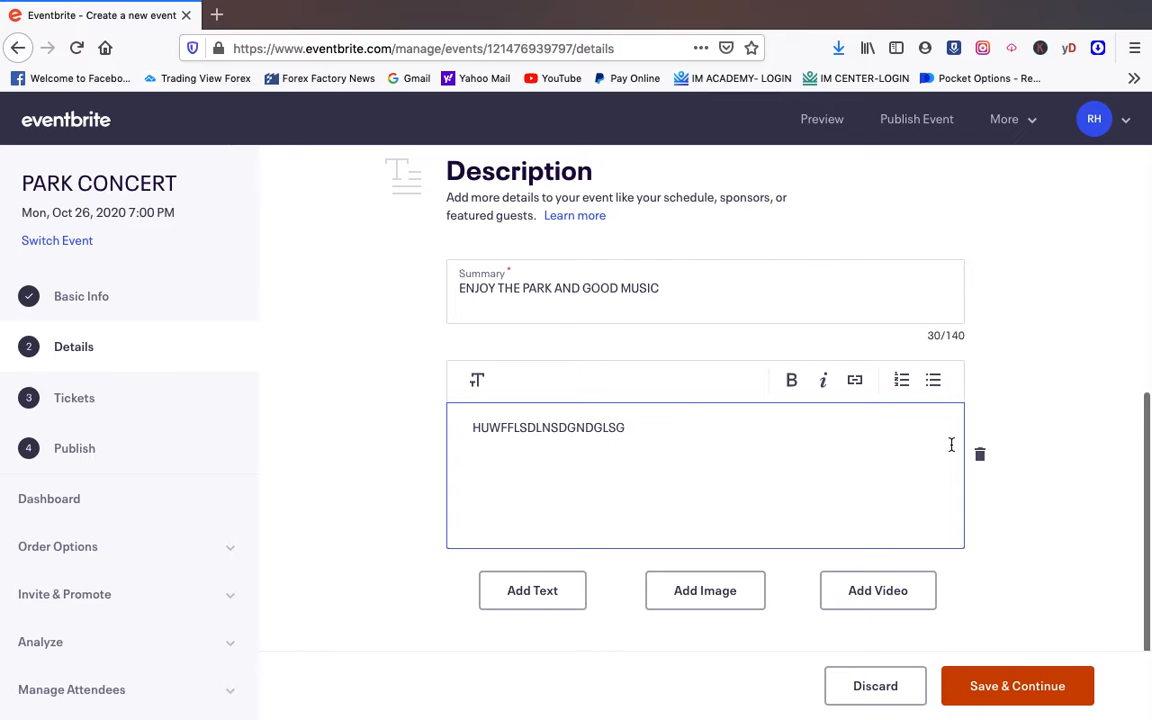 Eventbrite - Create a new event
https://www.eventbrite.com/manage/events/121476939797/details
yD
Welcome to Facebo... Trading View Forex Forex Factory News Gmail Yahoo Mail YouTube Pay Online IM ACADEMY- LOGIN IM CENTER-LOGIN Pocket Options - Re...
eventbrite
Preview Publish Event More RH
PARK CONCERT
Mon, Oct 26, 2020 7:00 PM
Switch Event
Basic Info
2 Details
3 Tickets
4 Publish
Dashboard
Order Options
Invite & Promote
Analyze
Manage Attendees
Description
Add more details to your event like your schedule, sponsors, or
featured guests. Learn more
Summary *
ENJOY THE PARK AND GOOD MUSIC
30/140
HUWFFLSDLNSDGNDGLSG
Add Text Add Image Add Video
Discard Save & Continue